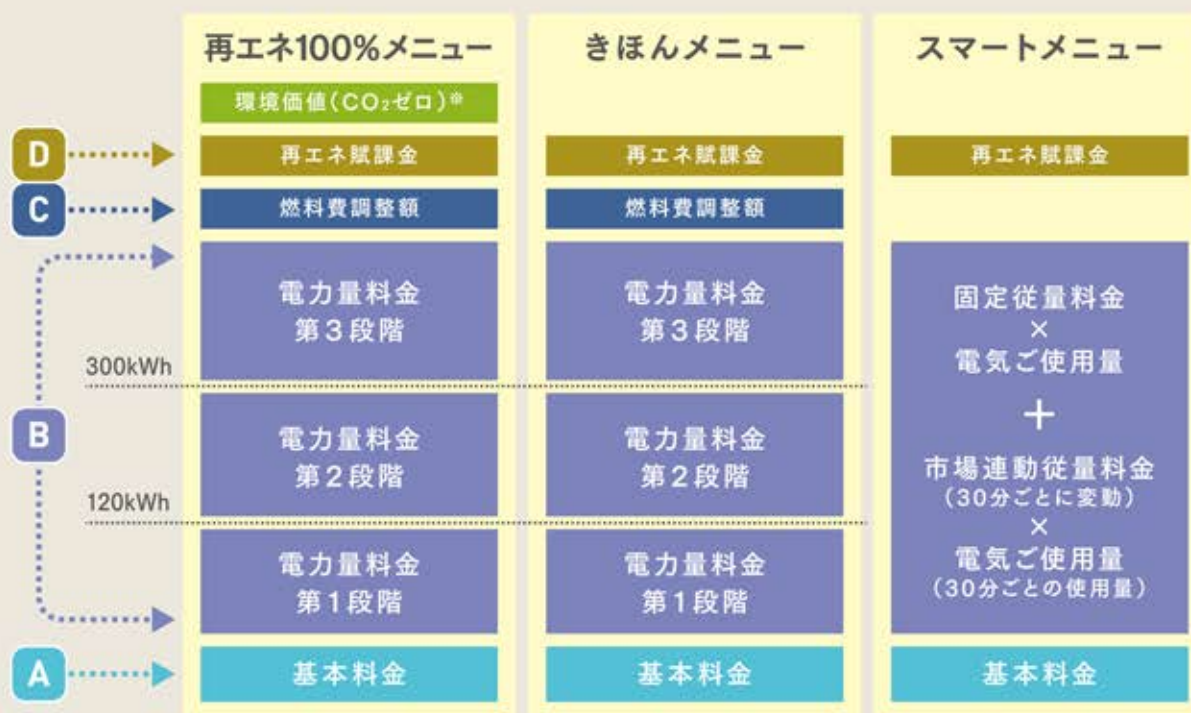 再エネ100%メニュー
きほんメニュー
スマートメニュー
環境価値(CO₂ゼロ)※
D
再エネ賦課金
再エネ賦課金
再エネ賦課金
C
燃料費調整額
燃料費調整額
B
電力量料金
第3段階
電力量料金
第3段階
300kWh
電力量料金
第2段階
電力量料金
第2段階
120kWh
電力量料金
第1段階
電力量料金
第1段階
固定従量料金
×
電気ご使用量
+
市場連動従量料金
(30分ごとに変動)
×
電気ご使用量
(30分ごとの使用量)
A
基本料金
基本料金
基本料金